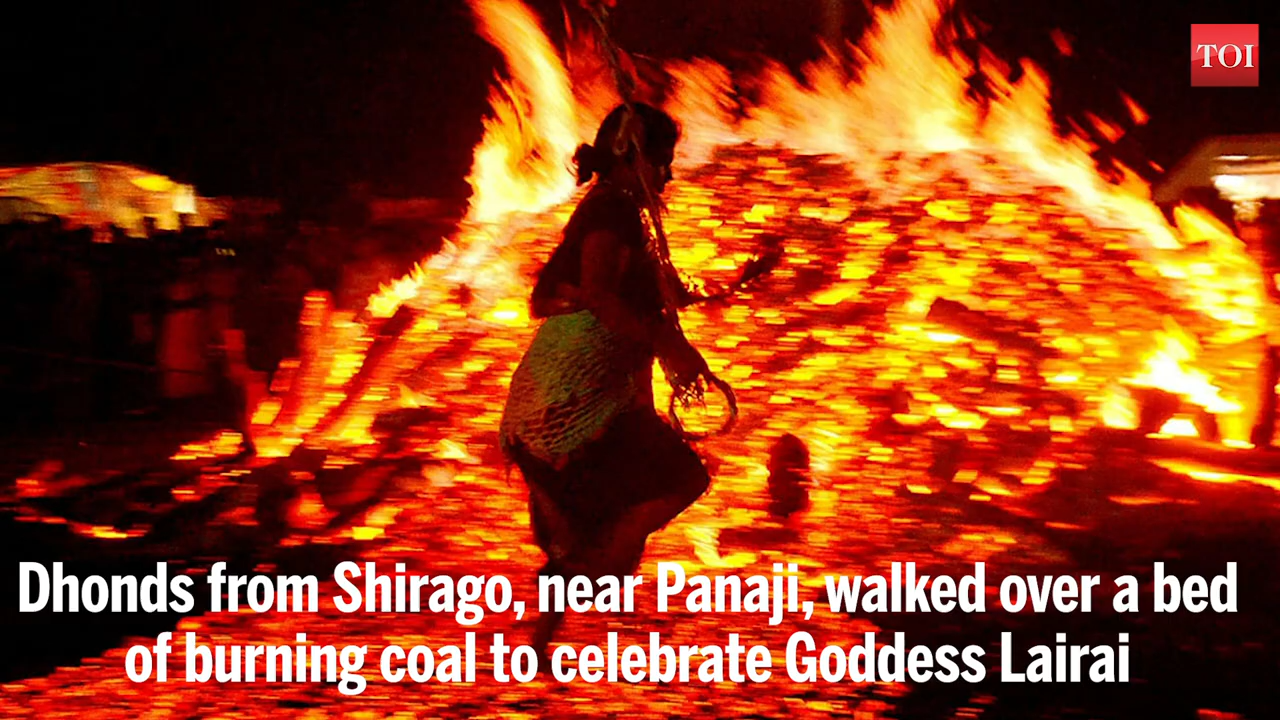 TOI
Dhonds from Shirago, near Panaji, walked over a bed
of burning coal to celebrate Goddess Lairai